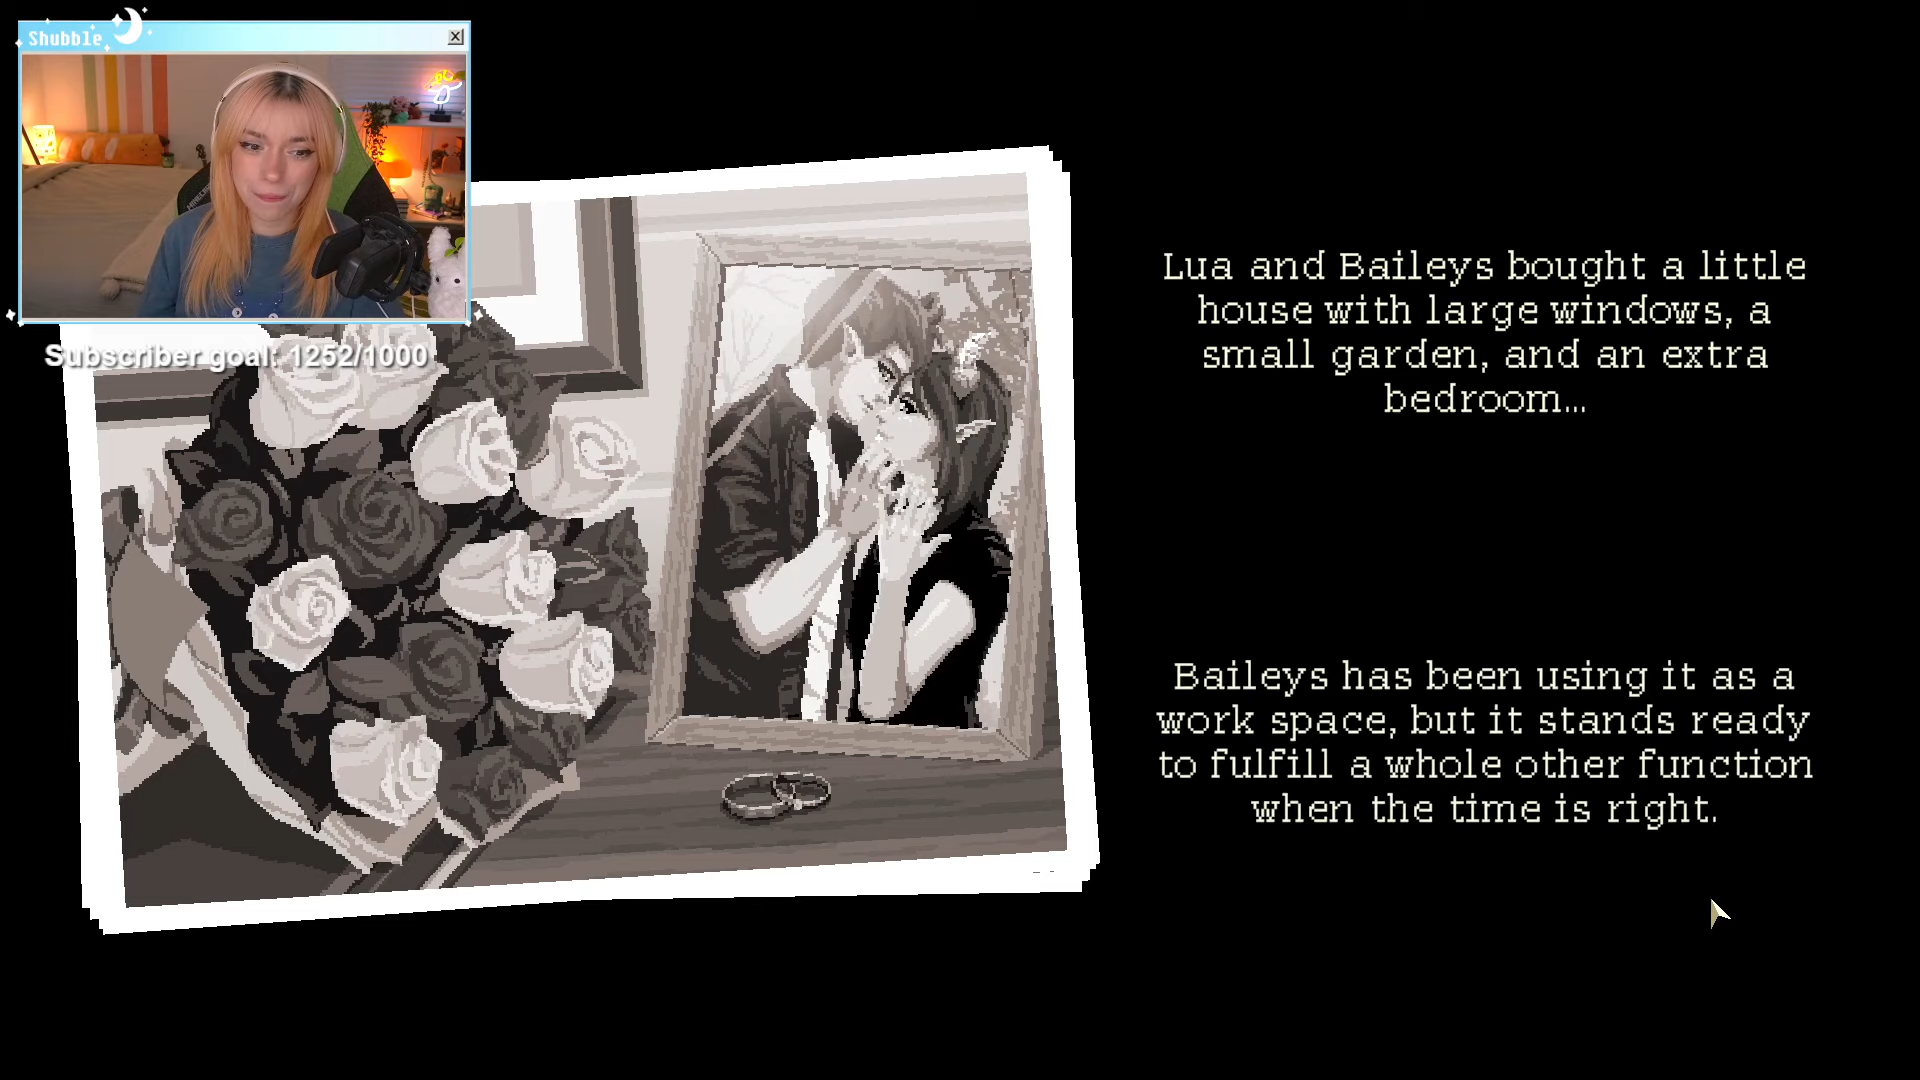 Shubble
Subscriber goal: 1252/1000
Lua and Baileys bought a little
house with large windows, a
small garden, and an extra
bedroom...
Baileys has been using it as a
work space, but it stands ready
to fulfill a whole other function
when the time is right.